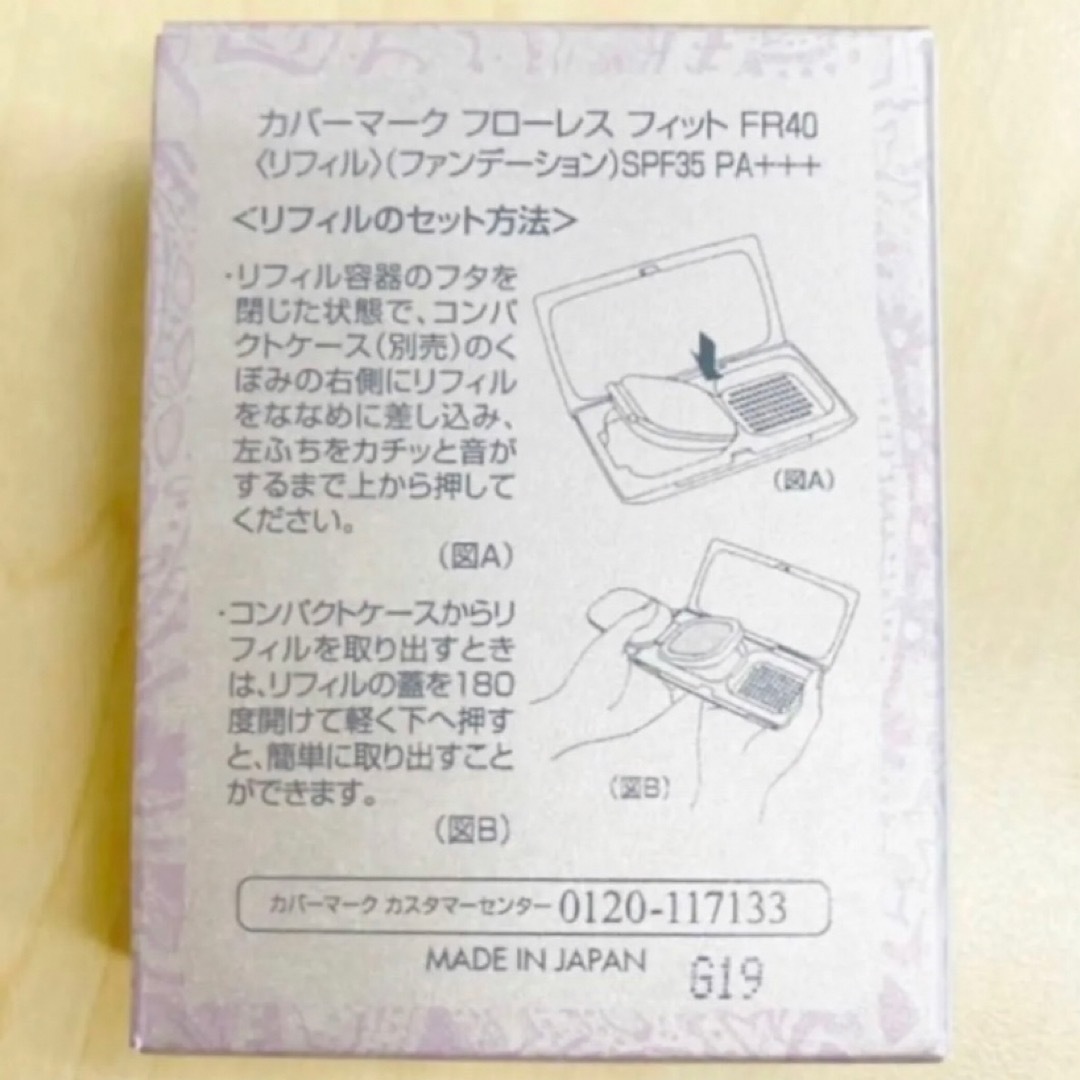 カバーマーク フローレス フィット FR40
〈リフィル〉(ファンデーション)SPF35 PA+++
＜リフィルのセット方法＞
・リフィル容器のフタを
閉じた状態で、コンパ
クトケース(別売)のく
ぼみの右側にリフィル
をななめに差し込み、
左ふちをカチッと音が
するまで上から押して
ください。
(図A)
(図A)
・コンパクトケースからリ
フィルを取り出すとき
は、リフィルの蓋を180
度開けて軽く下へ押す
と、簡単に取り出すこと
ができます。
(図B)
(図B)
カバーマーク カスタマーセンター 0120-117133
MADE IN JAPAN G19